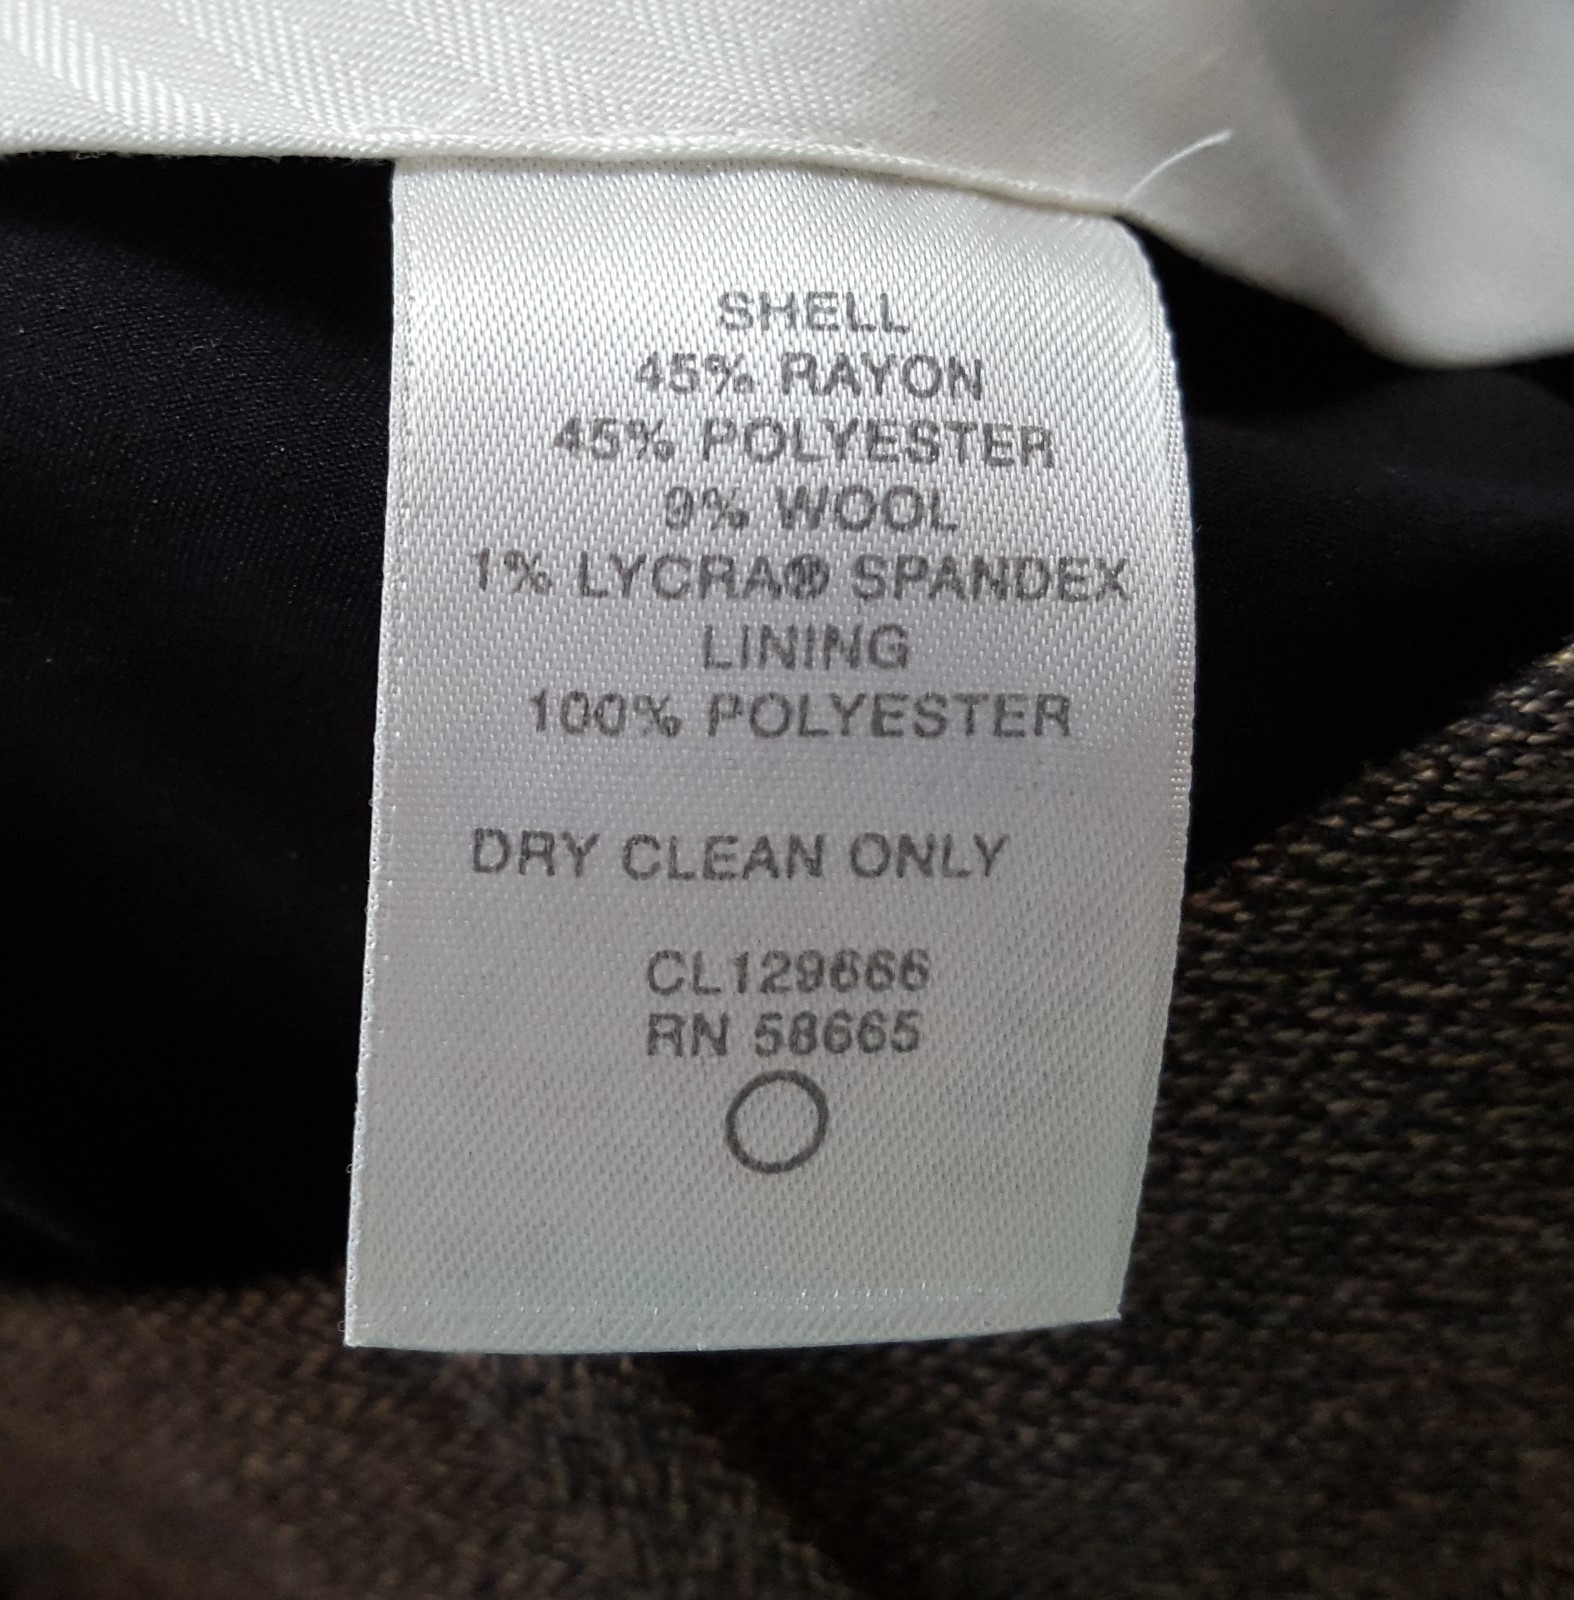 SHELL
45% RAYON
45% POLYESTER
9% WOOL
1% LYCRA® SPANDEX
LINING
100% POLYESTER
DRY CLEAN ONLY
CL129666
RN 58665